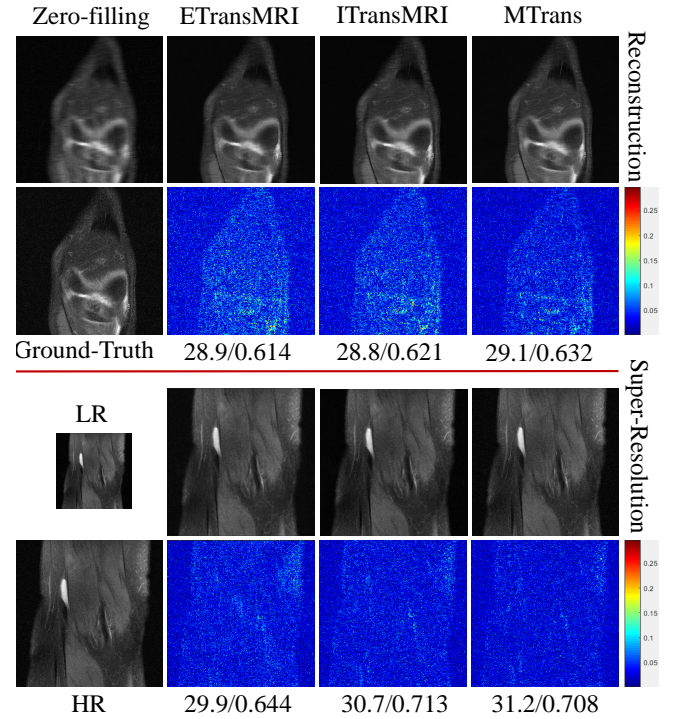 Zero-filling ETransMRI ITransMRI MTrans
Reconstruction
0.25
0.2
0.15
0.1
0.05
Ground-Truth 28.9/0.614 28.8/0.621 29.1/0.632
LR
Super-Resolution
0.25
0.2
0.15
0.1
0.05
HR 29.9/0.644 30.7/0.713 31.2/0.708